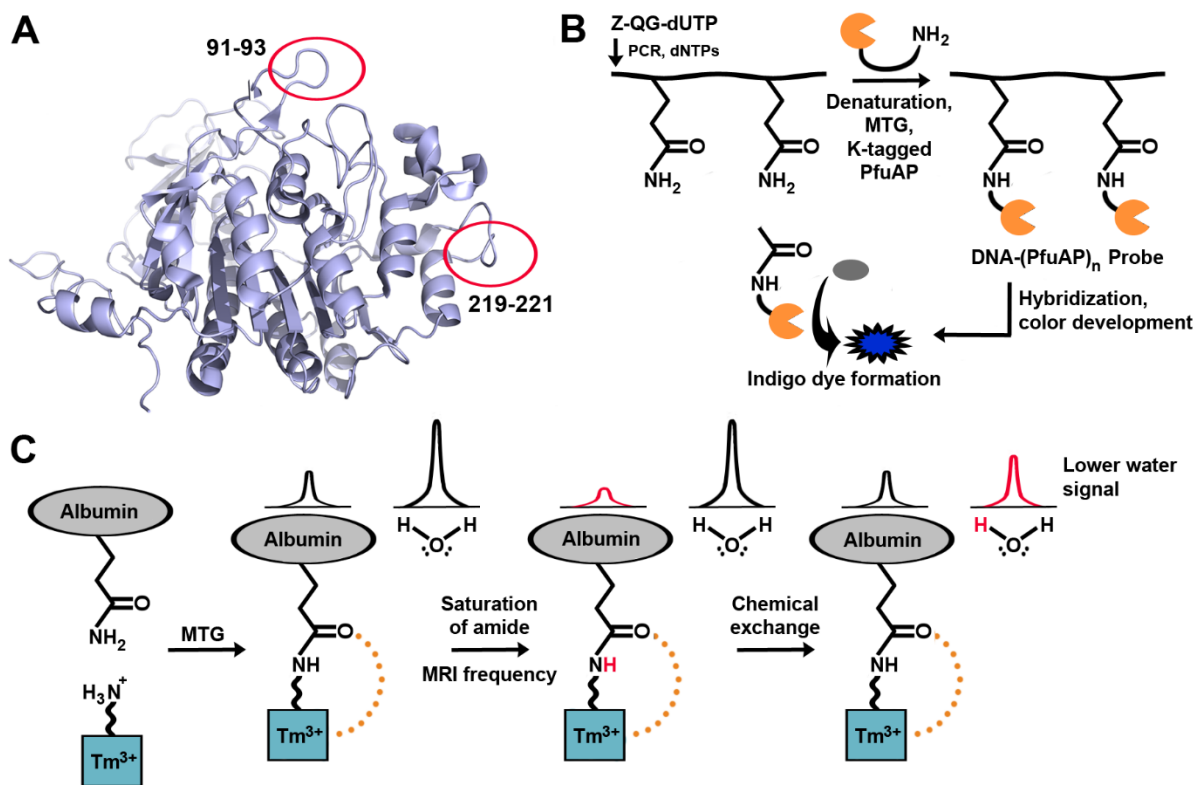 A
91-93
219-221
B
Z-QG-dUTP
PCR, dNTPs
NH2
O
NH2
O
NH2
Denaturation,
MTG,
K-tagged
PfuAP
O
NH
O
NH
DNA-(PfuAP)n Probe
Hybridization,
color development
O
NH
Indigo dye formation
C
Albumin
O
NH2
H3N+
Tm3+
MTG
Albumin
H O H
O
NH
Tm3+
Saturation
of amide
MRI frequency
Albumin
H O H
O
NH
Tm3+
Chemical
exchange
Albumin
H O H
O
NH
Tm3+
Lower water
signal